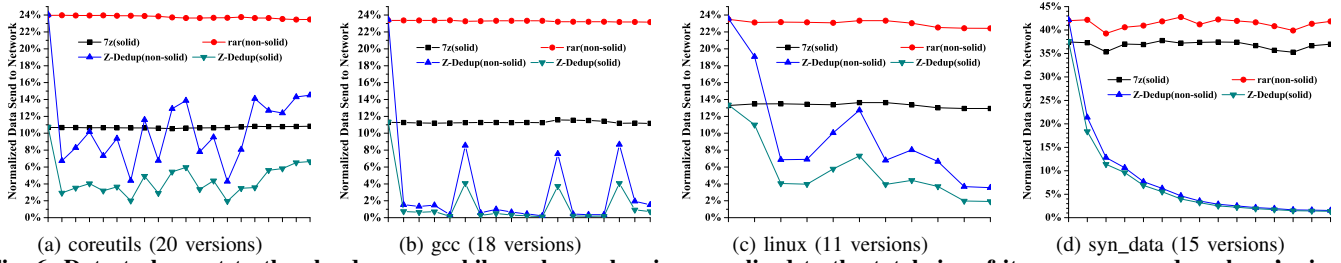 Normalized Data Send to Network
24%
22%
20%
18%
16%
14%
12%
10%
8%
6%
4%
2%
0%
7z(solid)
rar(non-solid)
Z-Dedup(non-solid)
Z-Dedup(solid)
(a) coreutils (20 versions)
Normalized Data Send to Network
24%
22%
20%
18%
16%
14%
12%
10%
8%
6%
4%
2%
0%
7z(solid)
rar(non-solid)
Z-Dedup(non-solid)
Z-Dedup(solid)
(b) gcc (18 versions)
Normalized Data Send to Network
24%
22%
20%
18%
16%
14%
12%
10%
8%
6%
4%
2%
0%
7z(solid)
rar(non-solid)
Z-Dedup(non-solid)
Z-Dedup(solid)
(c) linux (11 versions)
Normalized Data Send to Network
45%
40%
35%
30%
25%
20%
15%
10%
5%
0%
7z(solid)
rar(non-solid)
Z-Dedup(non-solid)
Z-Dedup(solid)
(d) syn_data (15 versions)